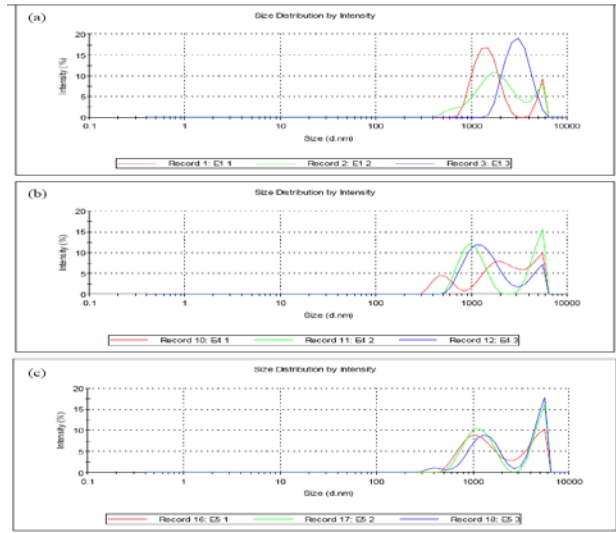 (a)
Size Distribution by Intensity
Intensity (%)
20
15
10
5
0
0.1 1 10 100 1000 10000
Size (d.nm)
Record 1: E1 1 Record 2: E1 2 Record 3: E1 3
(b)
Size Distribution by Intensity
Intensity (%)
20
15
10
5
0
0.1 1 10 100 1000 10000
Size (d.nm)
Record 10: E4 1 Record 11: E4 2 Record 12: E4 3
(c)
Size Distribution by Intensity
Intensity (%)
20
15
10
5
0
0.1 1 10 100 1000 10000
Size (d.nm)
Record 16: E5 1 Record 17: E5 2 Record 18: E5 3